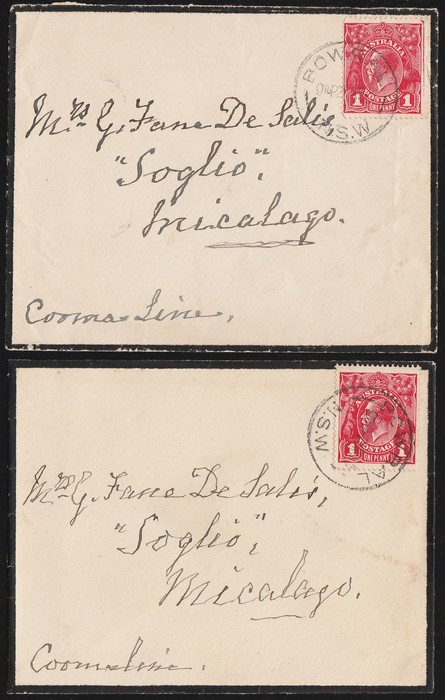 AUSTRALIA
1 POSTAGE 1
ONE PENNY
N.S.W
Mrs G. Fane De Salis,
"Soglio",
Micalago.
Cooma Line,
AUSTRALIA
1 POSTAGE 1
ONE PENNY
N.S.W
Mrs G. Fane De Salis,
"Soglio",
Micalago.
Cooma line.